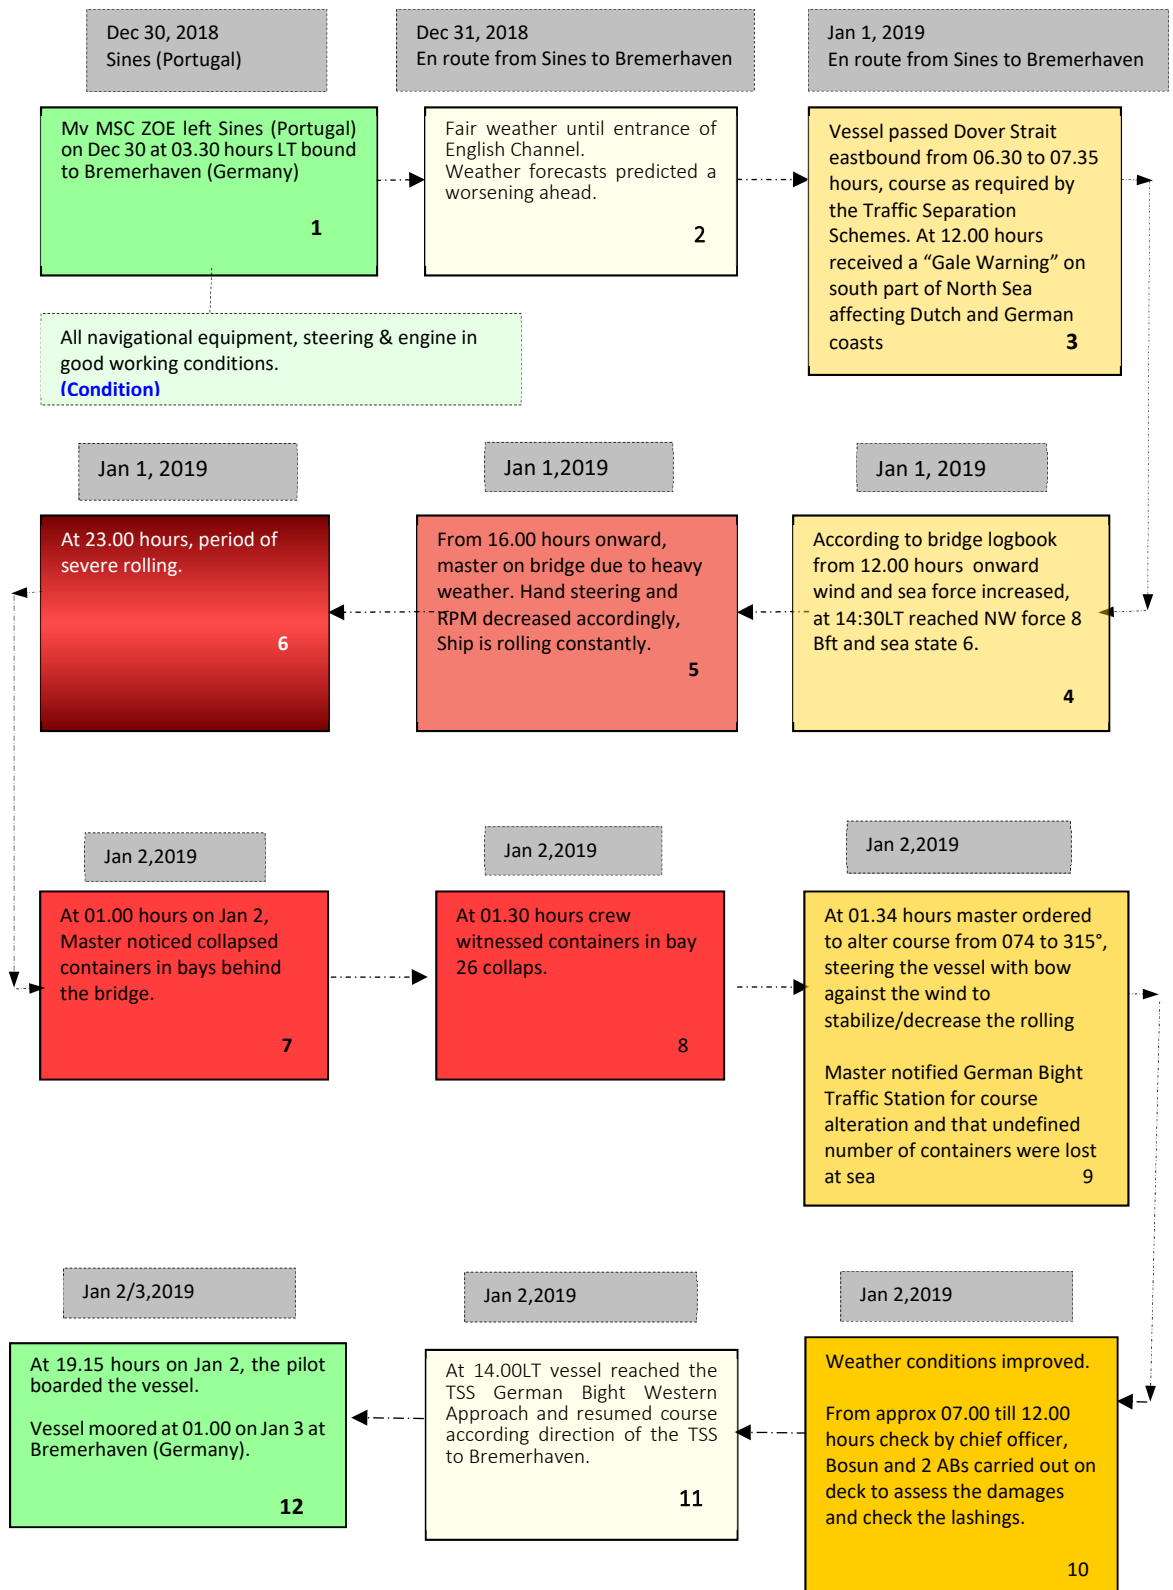 Dec 30, 2018
Sines (Portugal)
Dec 31, 2018
En route from Sines to Bremerhaven
Jan 1, 2019
En route from Sines to Bremerhaven
Mv MSC ZOE left Sines (Portugal)
on Dec 30 at 03.30 hours LT bound
to Bremerhaven (Germany)
1
Fair weather until entrance of
English Channel.
Weather forecasts predicted a
worsening ahead.
2
Vessel passed Dover Strait
eastbound from 06.30 to 07.35
hours, course as required by
the Traffic Separation
Schemes. At 12.00 hours
received a “Gale Warning” on
south part of North Sea
affecting Dutch and German
coasts 3
All navigational equipment, steering & engine in
good working conditions.
(Condition)
Jan 1, 2019
Jan 1,2019
Jan 1, 2019
At 23.00 hours, period of
severe rolling.
6
From 16.00 hours onward,
master on bridge due to heavy
weather. Hand steering and
RPM decreased accordingly,
Ship is rolling constantly.
5
According to bridge logbook
from 12.00 hours onward
wind and sea force increased,
at 14:30LT reached NW force 8
Bft and sea state 6.
4
Jan 2,2019
Jan 2,2019
Jan 2,2019
At 01.00 hours on Jan 2,
Master noticed collapsed
containers in bays behind
the bridge.
7
At 01.30 hours crew
witnessed containers in bay
26 collaps.
8
At 01.34 hours master ordered
to alter course from 074 to 315°,
steering the vessel with bow
against the wind to
stabilize/decrease the rolling
Master notified German Bight
Traffic Station for course
alteration and that undefined
number of containers were lost
at sea 9
Jan 2/3,2019
Jan 2,2019
Jan 2,2019
At 19.15 hours on Jan 2, the pilot
boarded the vessel.
Vessel moored at 01.00 on Jan 3 at
Bremerhaven (Germany).
12
At 14.00LT vessel reached the
TSS German Bight Western
Approach and resumed course
according direction of the TSS
to Bremerhaven.
11
Weather conditions improved.
From approx 07.00 till 12.00
hours check by chief officer,
Bosun and 2 ABs carried out on
deck to assess the damages
and check the lashings.
10